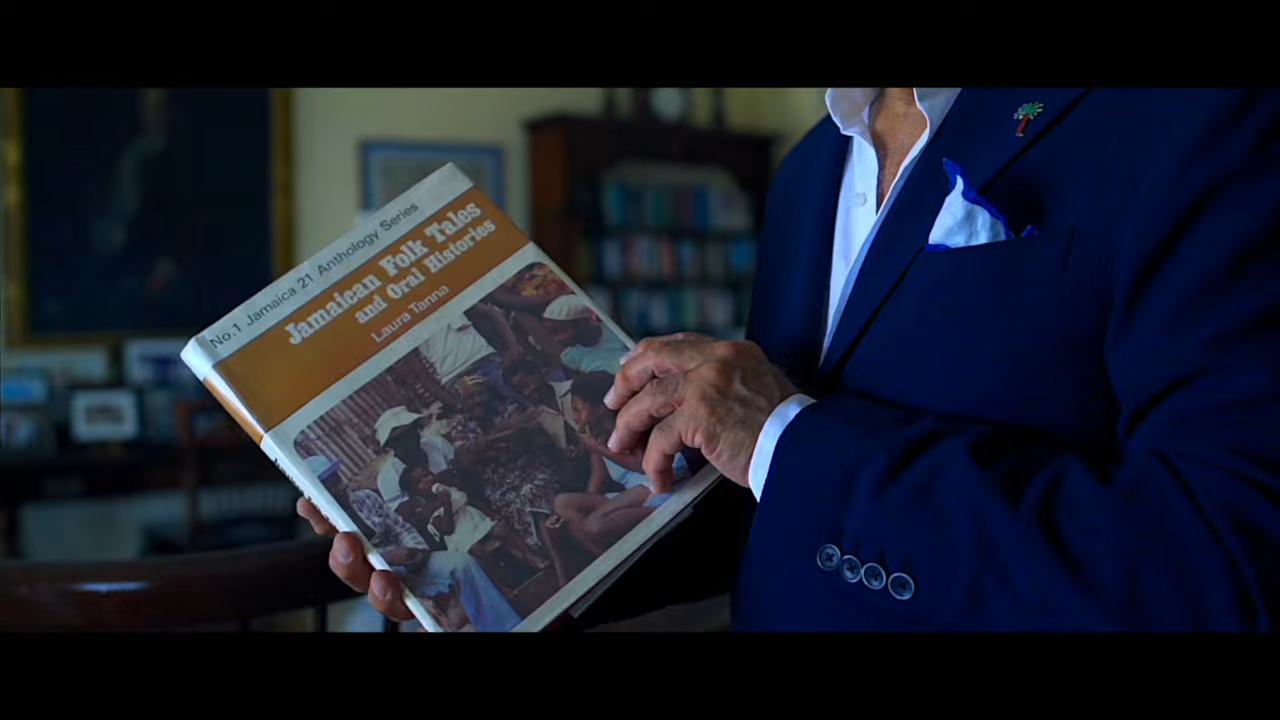 No.1 Jamaica 21 Anthology Series
Jamaican Folk Tales
and Oral Histories
Laura Tanna